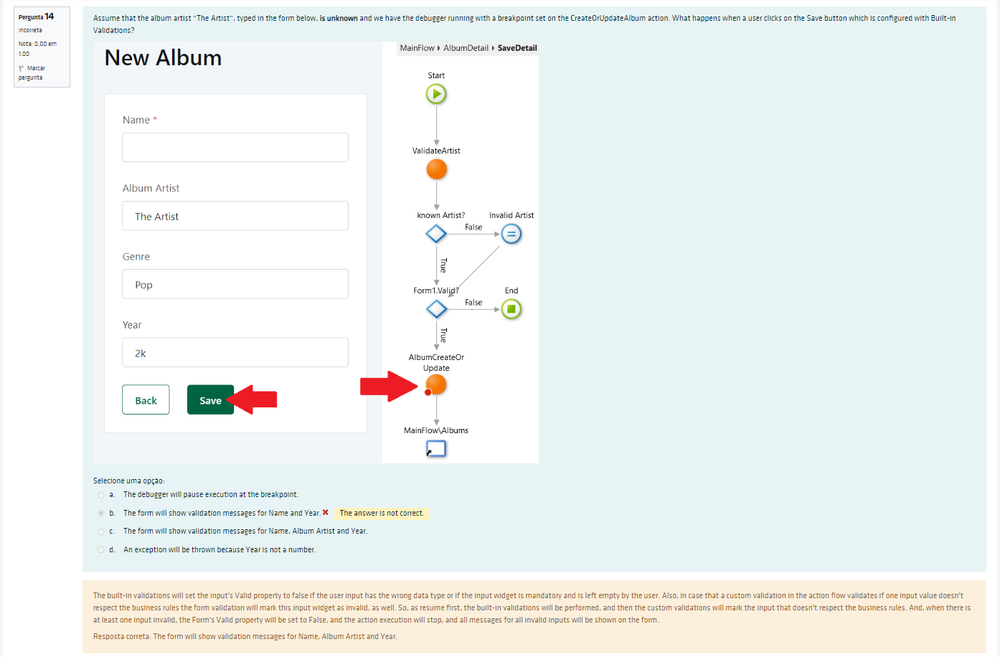 Pergunta 14
Incorreta
Nota: 0,00 em
1,00
Marcar
pergunta
Assume that the album artist "The Artist", typed in the form below, is unknown and we have the debugger running with a breakpoint set on the CreateOrUpdateAlbum action. What happens when a user clicks on the Save button which is configured with Built-in
Validations?
New Album
Name *
Album Artist
The Artist
Genre
Pop
Year
2k
Back
Save
MainFlow ▸ AlbumDetail ▸ SaveDetail
Start
ValidateArtist
known Artist?
Invalid Artist
False
True
Form1.Valid?
End
False
True
AlbumCreateOr
Update
MainFlow\Albums
Selecione uma opção:
a. The debugger will pause execution at the breakpoint.
b. The form will show validation messages for Name and Year. ✖ The answer is not correct.
c. The form will show validation messages for Name, Album Artist and Year.
d. An exception will be thrown because Year is not a number.
The built-in validations will set the input's Valid property to false if the user input has the wrong data type or if the input widget is mandatory and is left empty by the user. Also, in case that a custom validation in the action flow validates if one input value doesn't
respect the business rules the form validation will mark this input widget as invalid, as well. So, as resume first, the built-in validations will be performed, and then the custom validations will mark the input that doesn't respect the business rules. And, when there is
at least one input invalid, the Form's Valid property will be set to False, and the action execution will stop, and all messages for all invalid inputs will be shown on the form.
Resposta correta: The form will show validation messages for Name, Album Artist and Year.